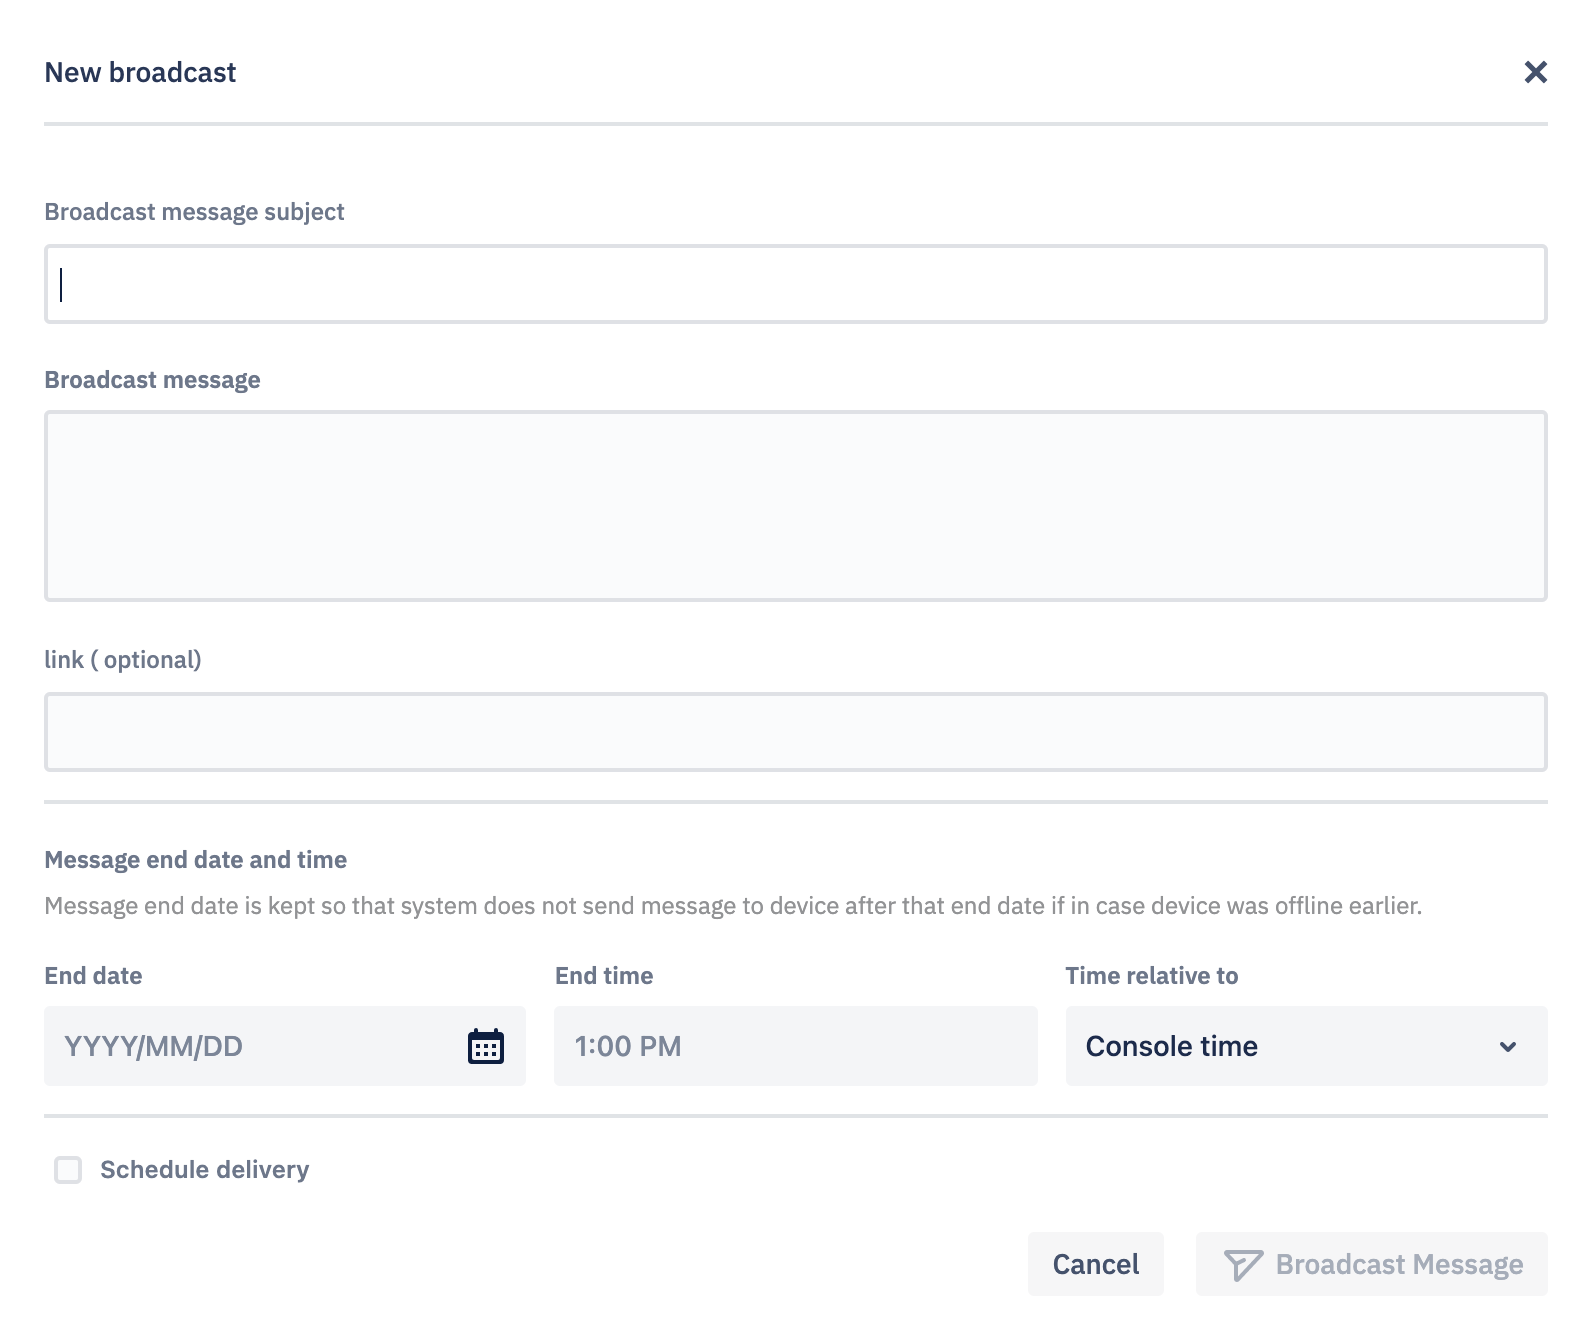 New broadcast
Broadcast message subject
Broadcast message
link ( optional)
Message end date and time
Message end date is kept so that system does not send message to device after that end date if in case device was offline earlier.
End date
End time
Time relative to
YYYY/MM/DD
1:00 PM
Console time
Schedule delivery
Cancel
Broadcast Message